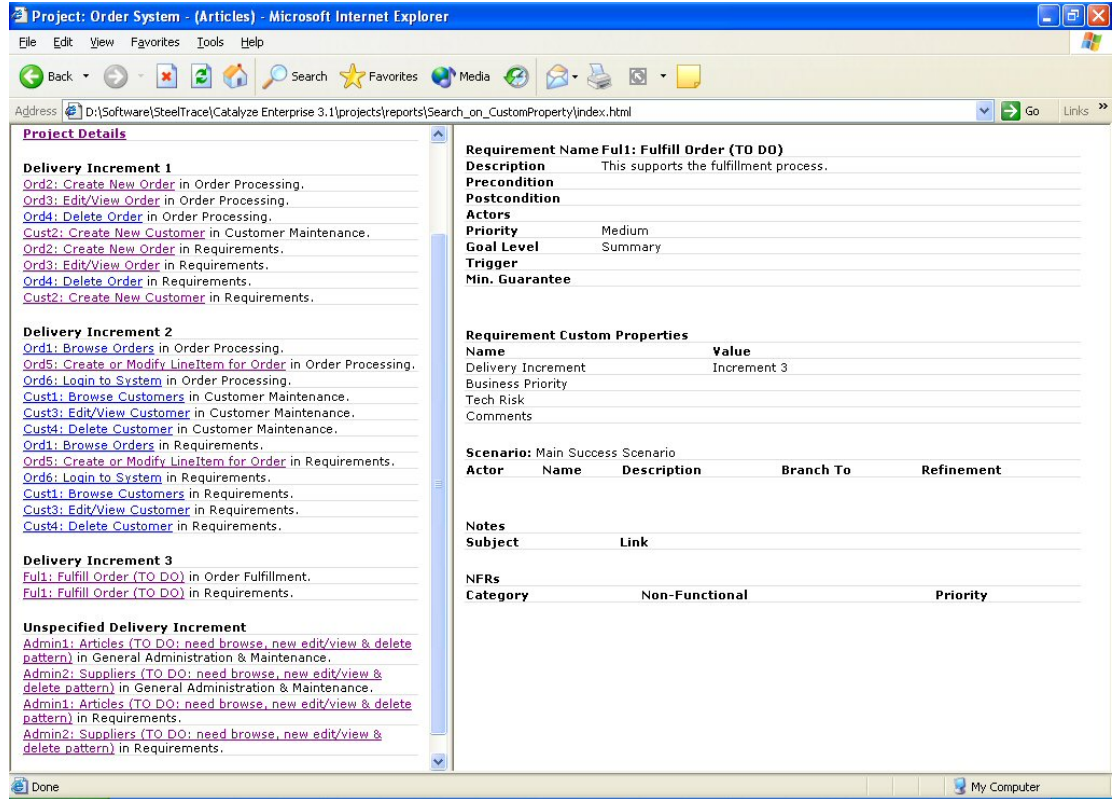 Project: Order System - (Articles) - Microsoft Internet Explorer
File Edit View Favorites Tools Help
Back Search Favorites Media
Address D:\Software\SteelTrace\Catalyze Enterprise 3.1\projects\reports\Search_on_CustomProperty\index.html Go Links »
Project Details
Delivery Increment 1
Ord2: Create New Order in Order Processing.
Ord3: Edit/View Order in Order Processing.
Ord4: Delete Order in Order Processing.
Cust2: Create New Customer in Customer Maintenance.
Ord2: Create New Order in Requirements.
Ord3: Edit/View Order in Requirements.
Ord4: Delete Order in Requirements.
Cust2: Create New Customer in Requirements.
Delivery Increment 2
Ord1: Browse Orders in Order Processing.
Ord5: Create or Modify LineItem for Order in Order Processing.
Ord6: Login to System in Order Processing.
Cust1: Browse Customers in Customer Maintenance.
Cust3: Edit/View Customer in Customer Maintenance.
Cust4: Delete Customer in Customer Maintenance.
Ord1: Browse Orders in Requirements.
Ord5: Create or Modify LineItem for Order in Requirements.
Ord6: Login to System in Requirements.
Cust1: Browse Customers in Requirements.
Cust3: Edit/View Customer in Requirements.
Cust4: Delete Customer in Requirements.
Delivery Increment 3
Ful1: Fulfill Order (TO DO) in Order Fulfillment.
Ful1: Fulfill Order (TO DO) in Requirements.
Unspecified Delivery Increment
Admin1: Articles (TO DO: need browse, new edit/view & delete
pattern) in General Administration & Maintenance.
Admin2: Suppliers (TO DO: need browse, new edit/view &
delete pattern) in General Administration & Maintenance.
Admin1: Articles (TO DO: need browse, new edit/view & delete
pattern) in Requirements.
Admin2: Suppliers (TO DO: need browse, new edit/view &
delete pattern) in Requirements.
Requirement Name Ful1: Fulfill Order (TO DO)
Description This supports the fulfillment process.
Precondition
Postcondition
Actors
Priority Medium
Goal Level Summary
Trigger
Min. Guarantee
Requirement Custom Properties
Name Value
Delivery Increment Increment 3
Business Priority
Tech Risk
Comments
Scenario: Main Success Scenario
Actor Name Description Branch To Refinement
Notes
Subject Link
NFRs
Category Non-Functional Priority
Done My Computer